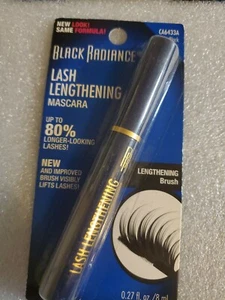 NEW LOOK!
SAME FORMULA!
CA6433A
BLACK RADIANCE
LASH
LENGTHENING
MASCARA
UP TO
80%
LONGER-LOOKING
LASHES!
NEW
AND IMPROVED
BRUSH VISIBLY
LIFTS LASHES!
LASH LENGTHENING
LENGTHENING
Brush
0.27 fl. oz./8 ml